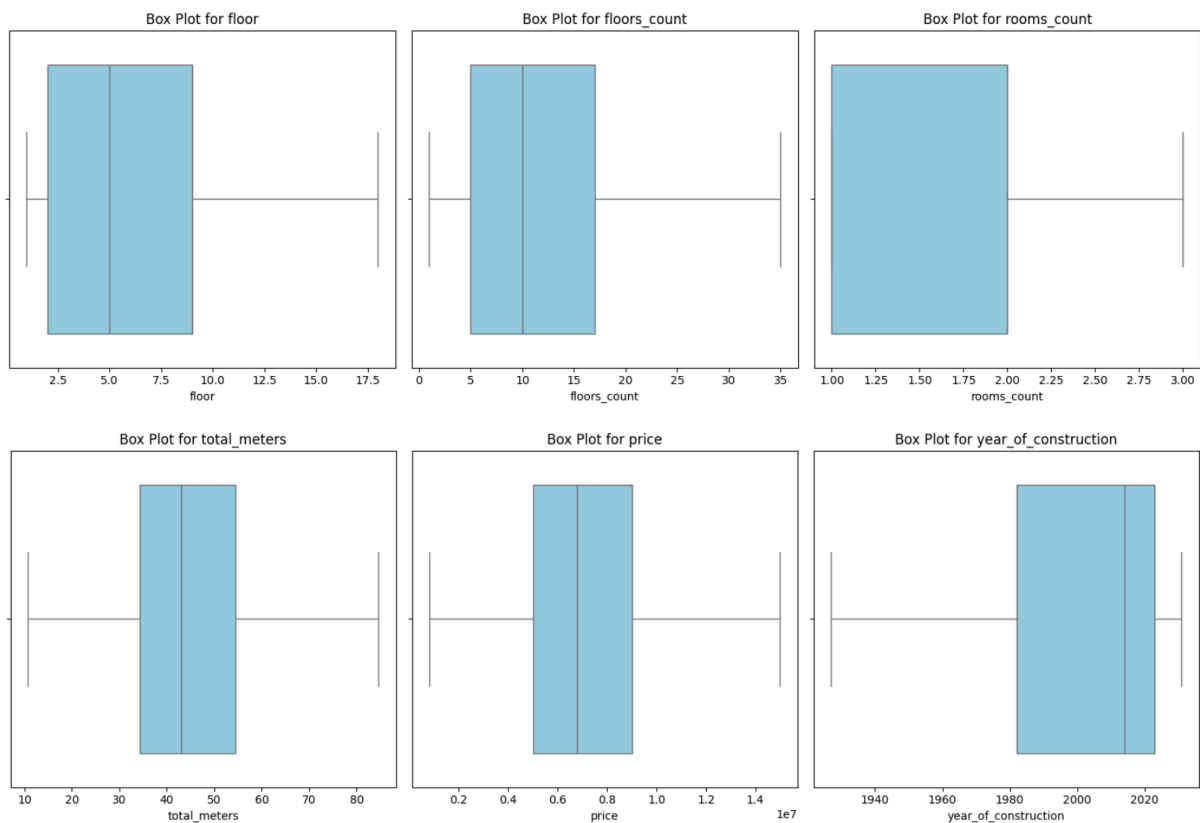 Box Plot for floor
2.5 5.0 7.5 10.0 12.5 15.0 17.5
floor
Box Plot for floors_count
0 5 10 15 20 25 30 35
floors_count
Box Plot for rooms_count
1.00 1.25 1.50 1.75 2.00 2.25 2.50 2.75 3.00
rooms_count
Box Plot for total_meters
10 20 30 40 50 60 70 80
total_meters
Box Plot for price
0.2 0.4 0.6 0.8 1.0 1.2 1.4
1e7
price
Box Plot for year_of_construction
1940 1960 1980 2000 2020
year_of_construction